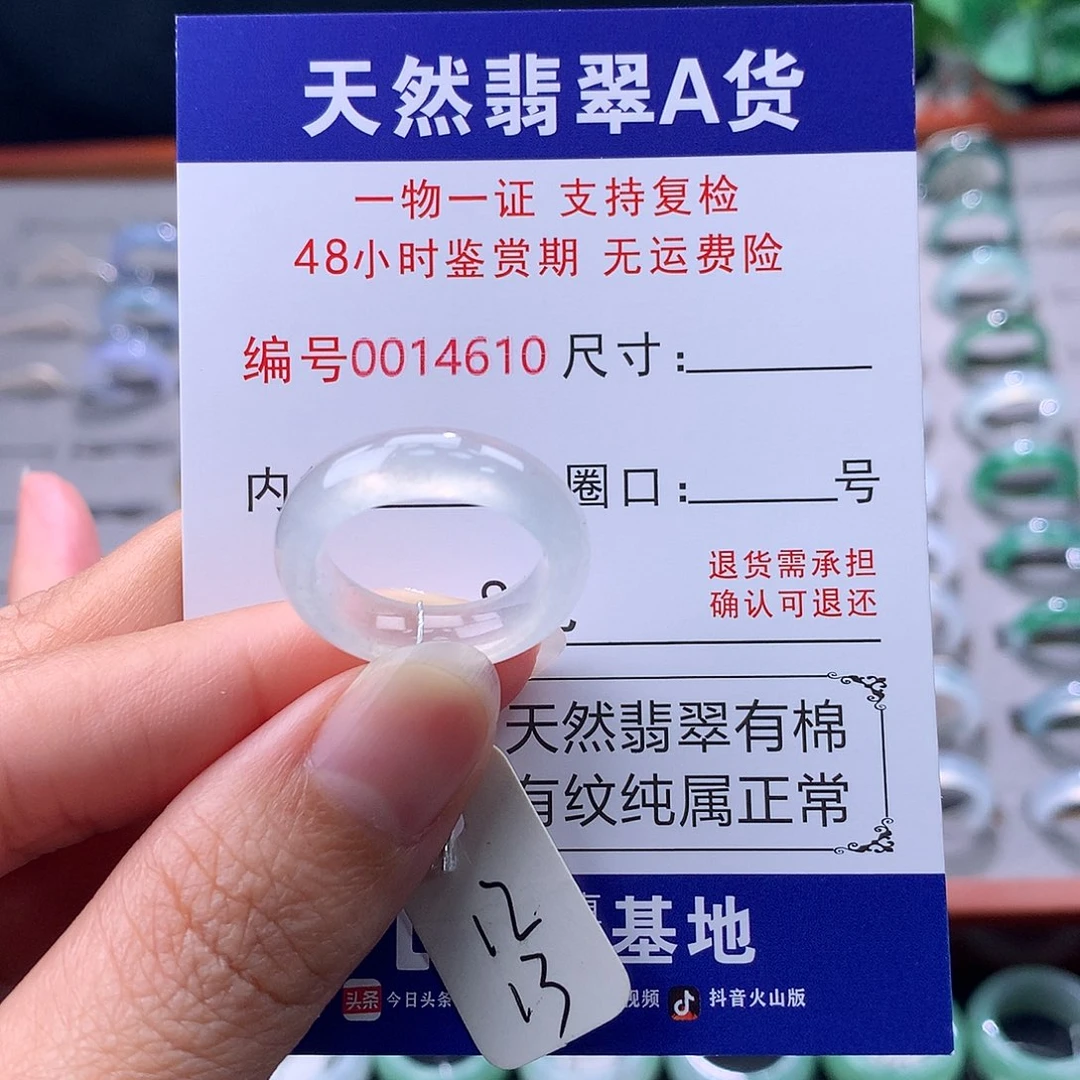 天然翡翠A货
一物一证 支持复检
48小时鉴赏期 无运费险
编号0014610 尺寸:
内 圈口: 号
退货需承担
确认可退还
天然翡翠有棉
有纹纯属正常
基地
头条 今日头条 视频 抖音火山版
12
13